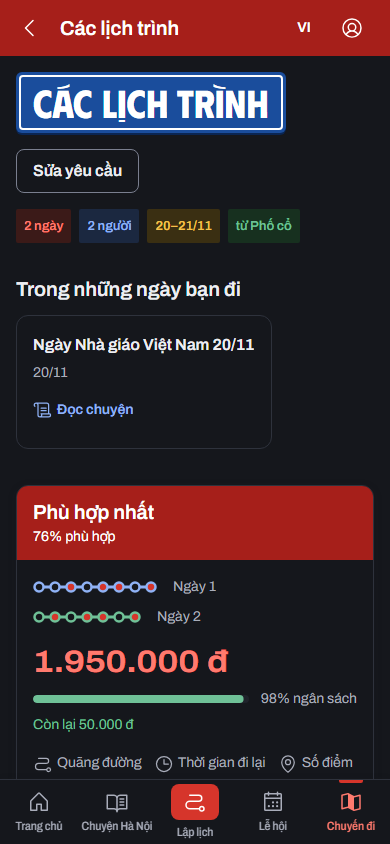 Các lịch trình
VI
CÁC LỊCH TRÌNH
Sửa yêu cầu
2 ngày
2 người
20–21/11
từ Phố cổ
Trong những ngày bạn đi
Ngày Nhà giáo Việt Nam 20/11
20/11
Đọc chuyện
Phù hợp nhất
76% phù hợp
Ngày 1
Ngày 2
1.950.000 đ
98% ngân sách
Còn lại 50.000 đ
Quãng đường
Thời gian đi lại
Số điểm
Trang chủ
Chuyện Hà Nội
Lập lịch
Lễ hội
Chuyến đi